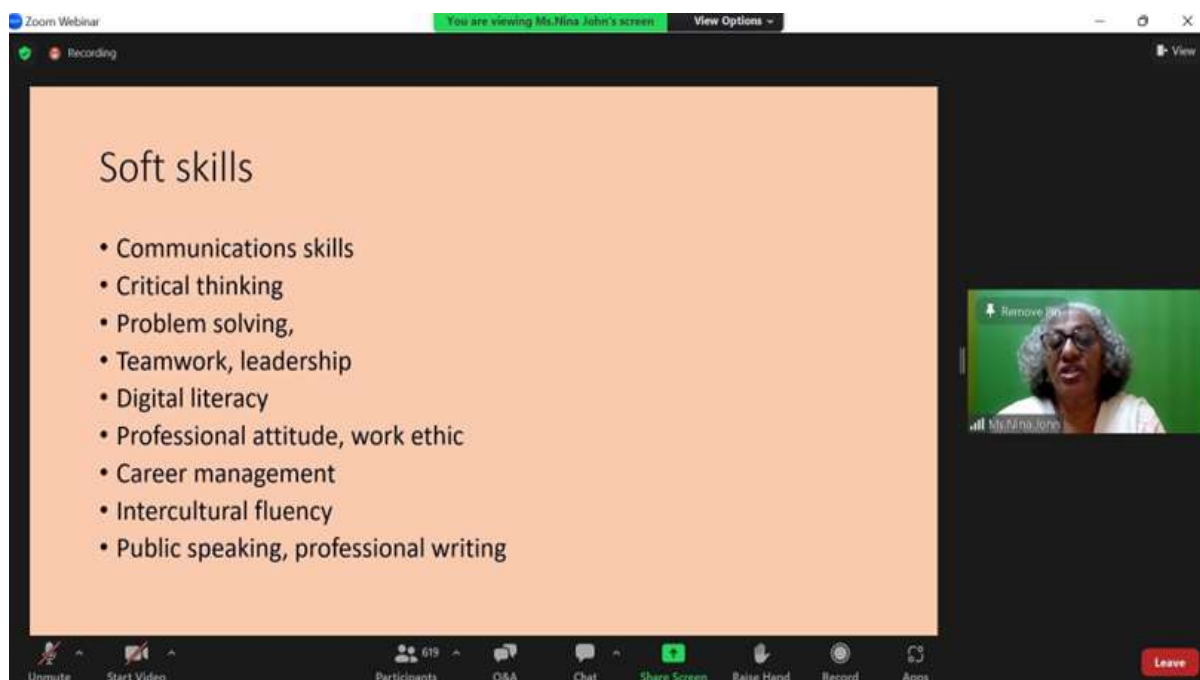 Zoom Webinar
You are viewing Ms.Nina John's screen View Options
Recording
View
Soft skills
• Communications skills
• Critical thinking
• Problem solving,
• Teamwork, leadership
• Digital literacy
• Professional attitude, work ethic
• Career management
• Intercultural fluency
• Public speaking, professional writing
Remove Pin
Ms.Nina John
619
Unmute Start Video Participants Q&A Chat Share Screen Raise Hand Record Apps
Leave